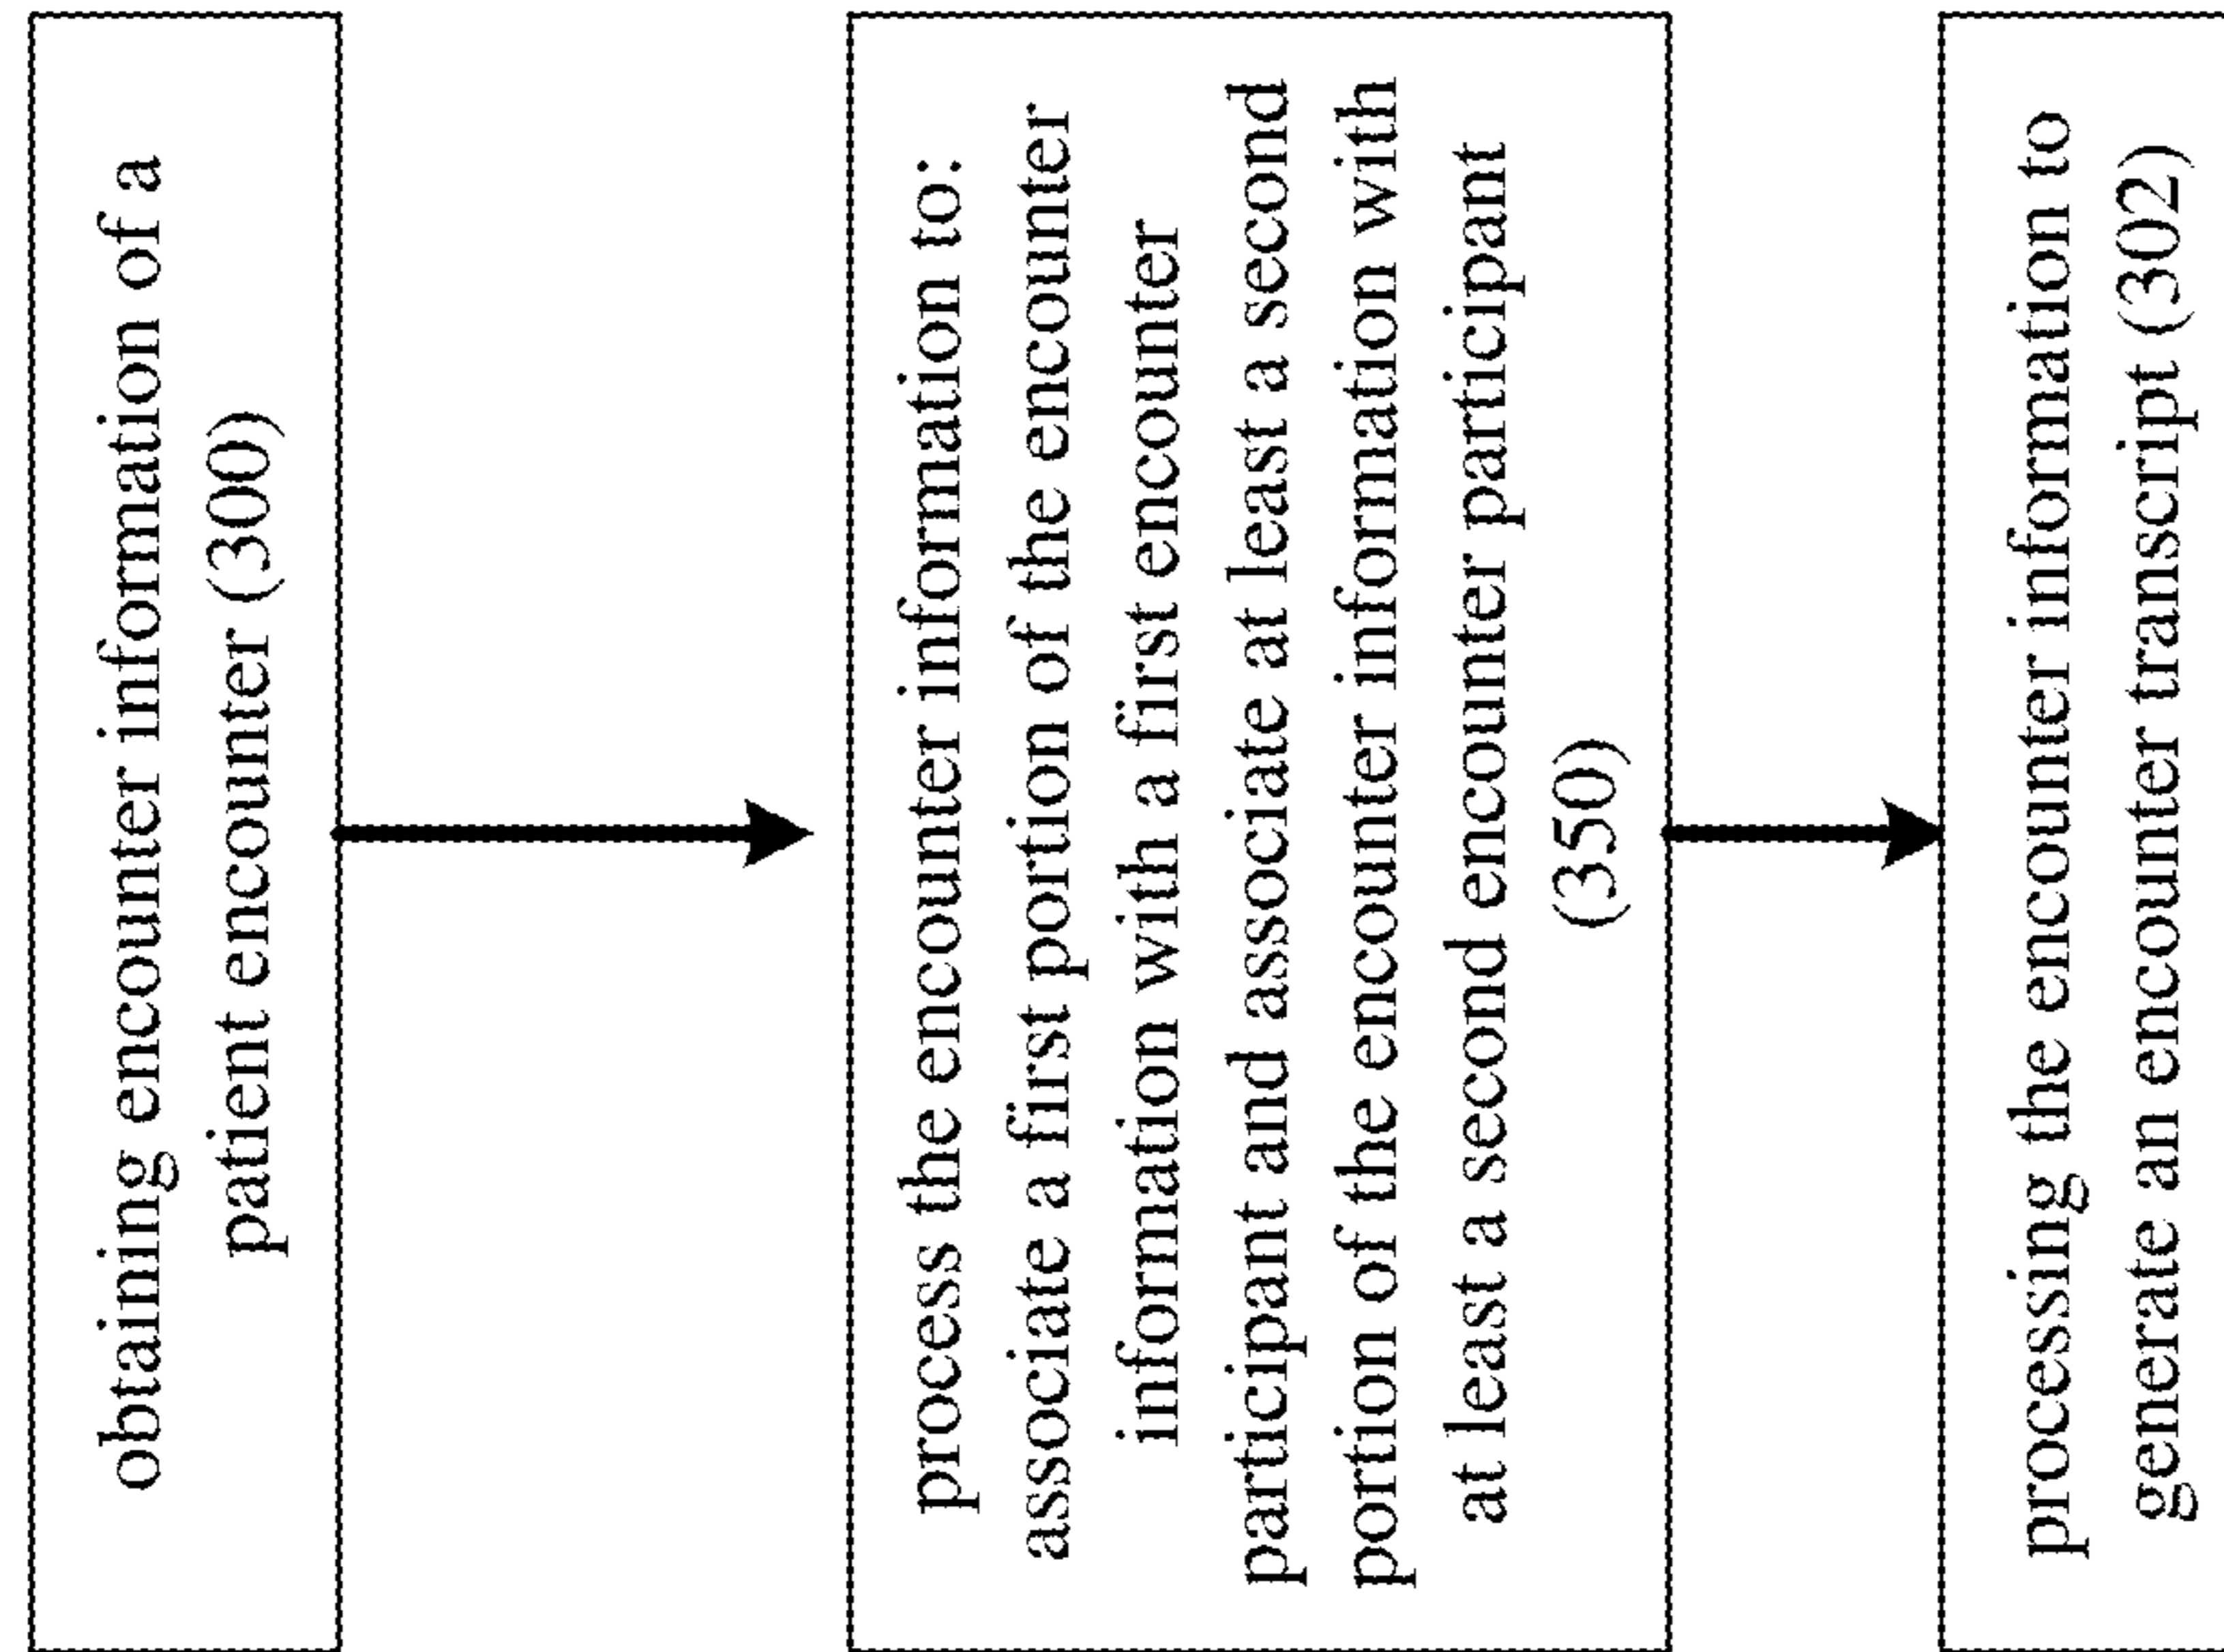 obtaining encounter information of a
patient encounter (300)
process the encounter information to:
associate a first portion of the encounter
information with a first encounter
participant and associate at least a second
portion of the encounter information with
at least a second encounter participant
(350)
processing the encounter information to
generate an encounter transcript (302)